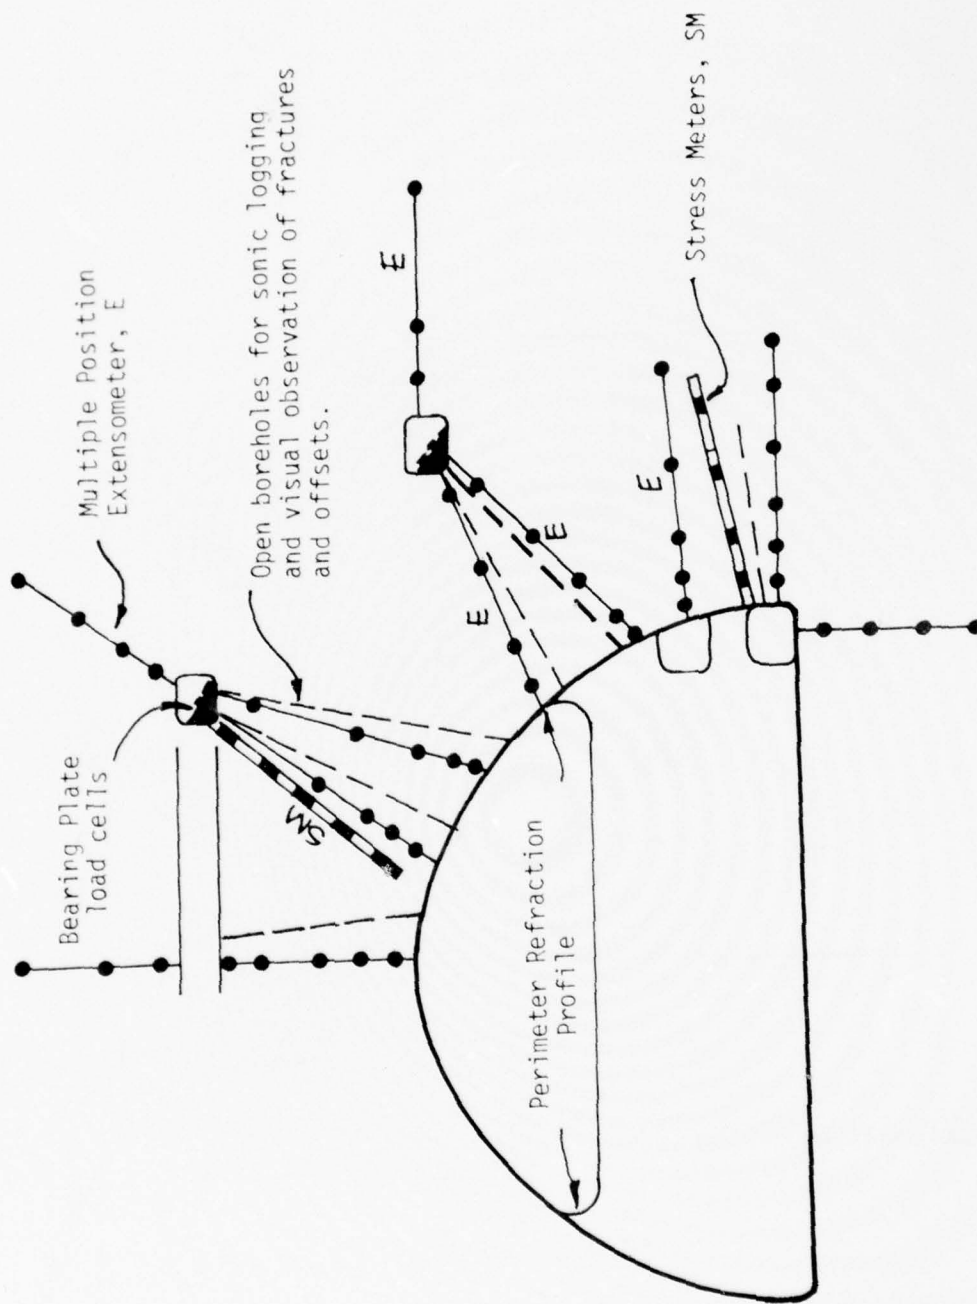 Multiple Position
Extensometer, E
Bearing Plate
load cells
Open boreholes for sonic logging
and visual observation of fractures
and offsets.
SM
E
E
E
E
Perimeter Refraction
Profile
Stress Meters, SM